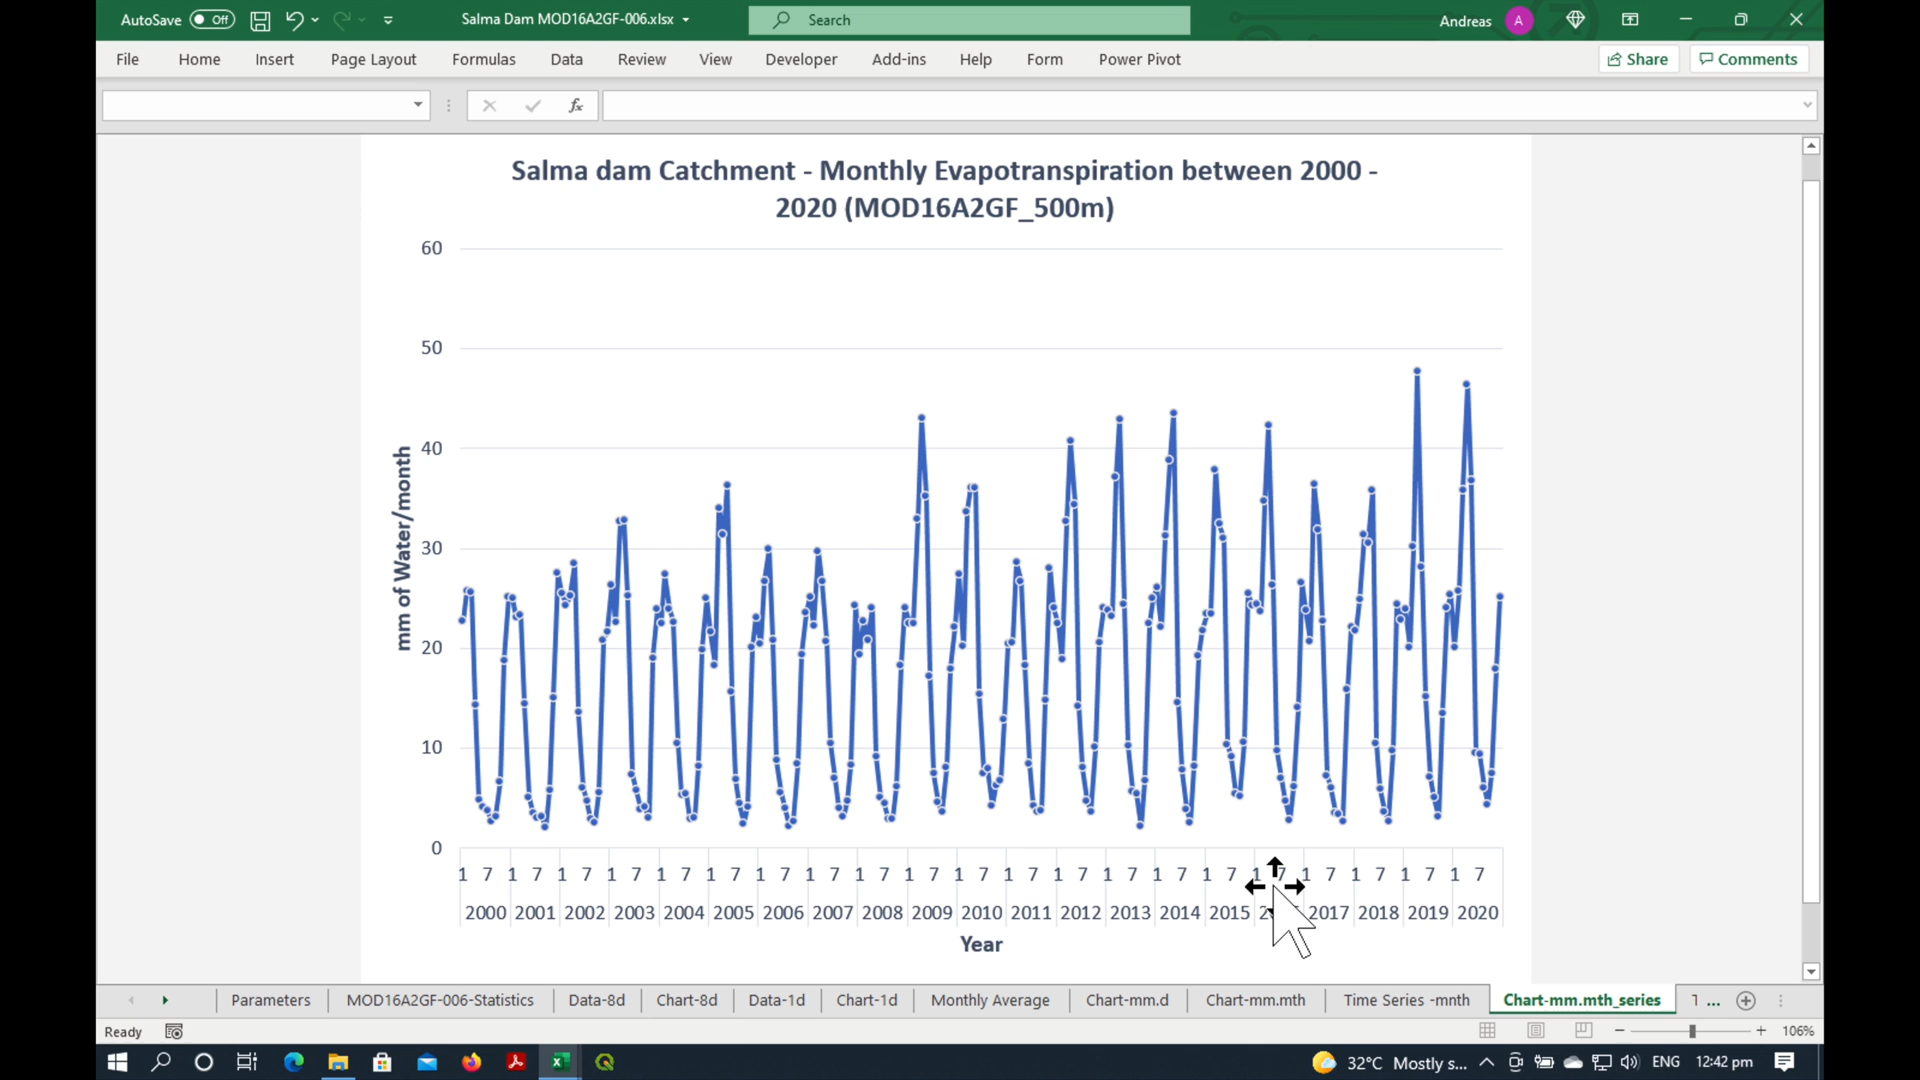 AutoSave Off Salma Dam MOD16A2GF-006.xlsx Search Andreas A
File Home Insert Page Layout Formulas Data Review View Developer Add-ins Help Form Power Pivot Share Comments
fx
Salma dam Catchment - Monthly Evapotranspiration between 2000 -
2020 (MOD16A2GF_500m)
60
50
40
30
20
10
0
mm of Water/month
1 7 1 7 1 7 1 7 1 7 1 7 1 7 1 7 1 7 1 7 1 7 1 7 1 7 1 7 1 7 1 7 1 7 1 7 1 7 1 7 1 7
2000 2001 2002 2003 2004 2005 2006 2007 2008 2009 2010 2011 2012 2013 2014 2015 2017 2018 2019 2020
Year
Parameters MOD16A2GF-006-Statistics Data-8d Chart-8d Data-1d Chart-1d Monthly Average Chart-mm.d Chart-mm.mth Time Series -mnth Chart-mm.mth_series ...
Ready 106%
32°C Mostly s... ENG 12:42 pm